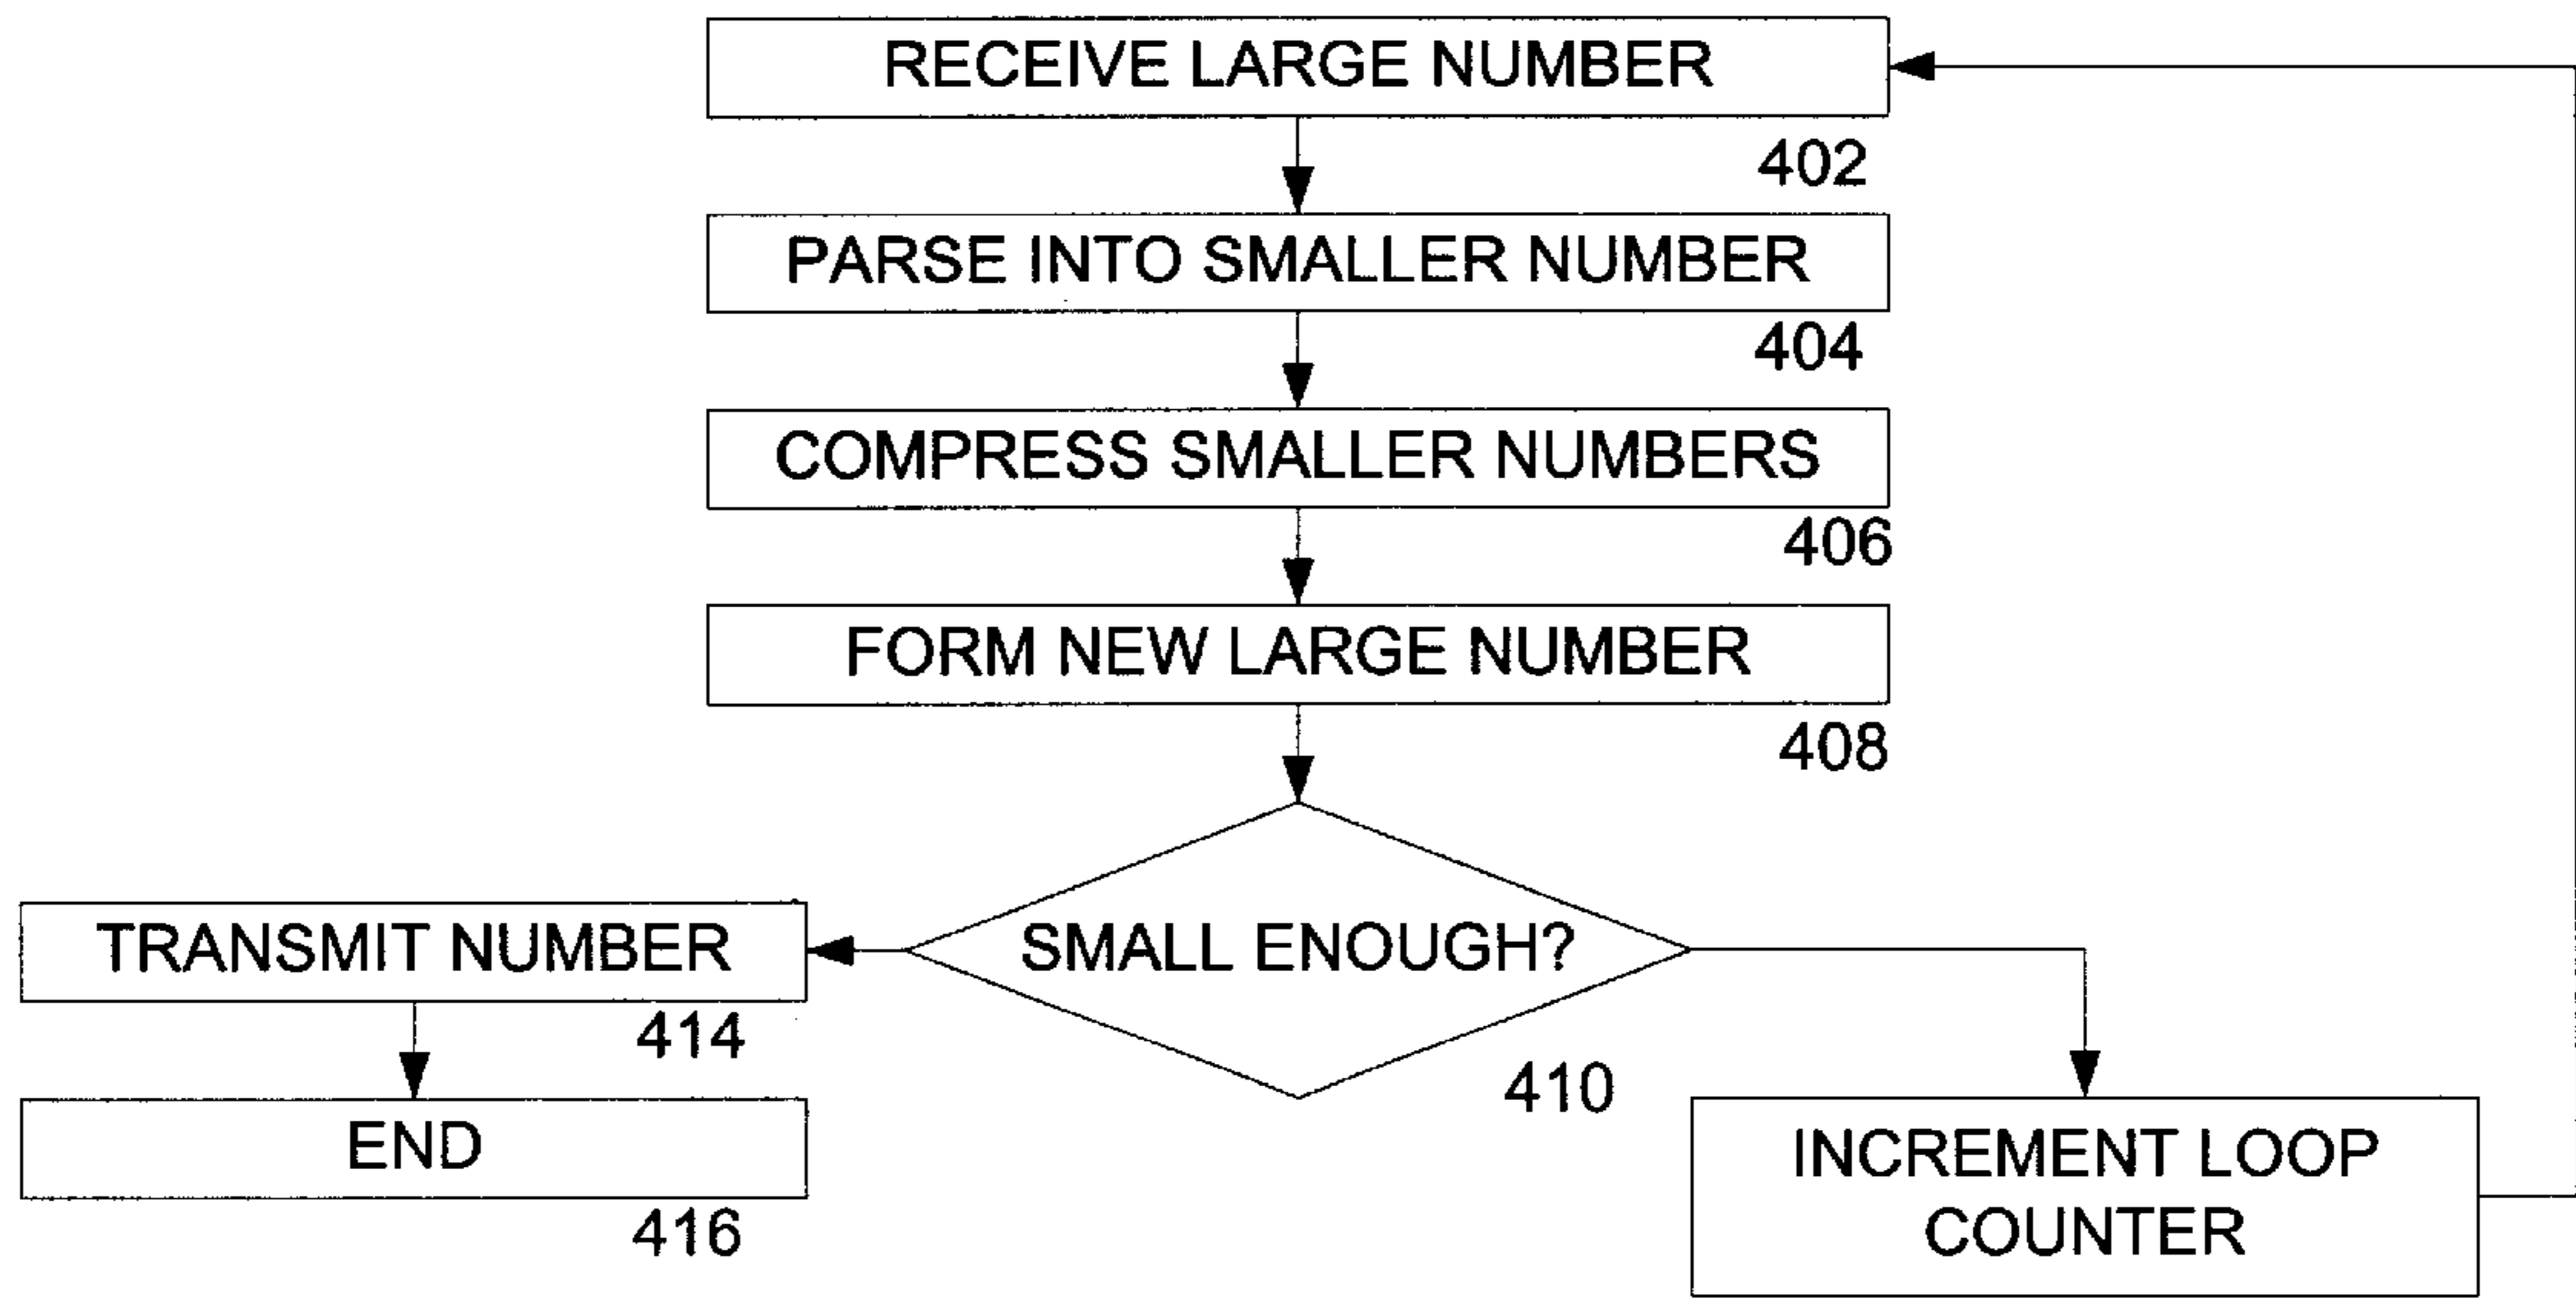 RECEIVE LARGE NUMBER
402
PARSE INTO SMALLER NUMBER
404
COMPRESS SMALLER NUMBERS
406
FORM NEW LARGE NUMBER
408
SMALL ENOUGH?
410
TRANSMIT NUMBER
414
END
416
INCREMENT LOOP
COUNTER